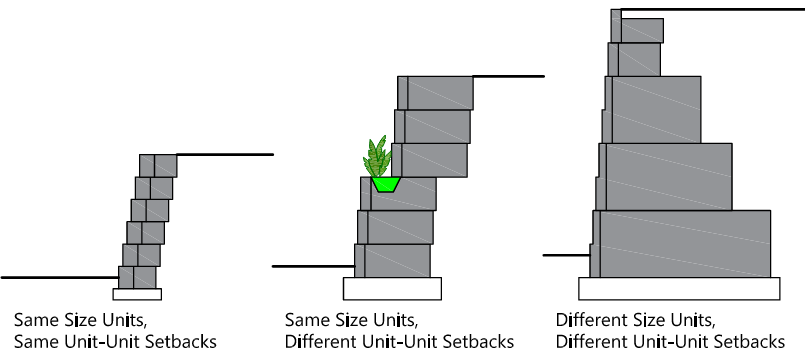 Same Size Units,
Same Unit-Unit Setbacks
Same Size Units,
Different Unit-Unit Setbacks
Different Size Units,
Different Unit-Unit Setbacks